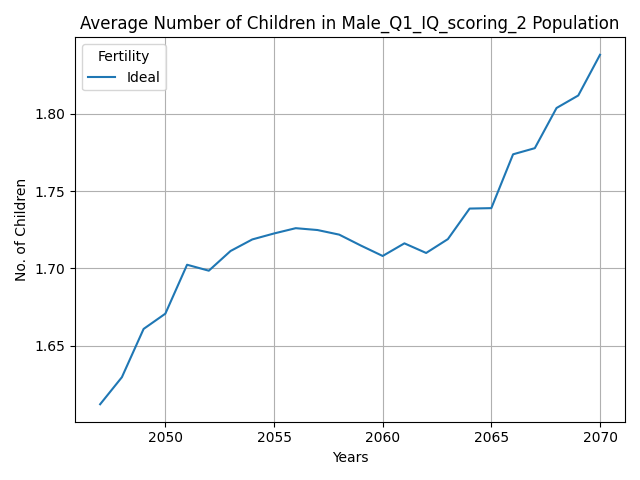 Average Number of Children in Male_Q1_IQ_scoring_2 Population
Fertility
Ideal
No. of Children
1.80
1.75
1.70
1.65
2050 2055 2060 2065 2070
Years